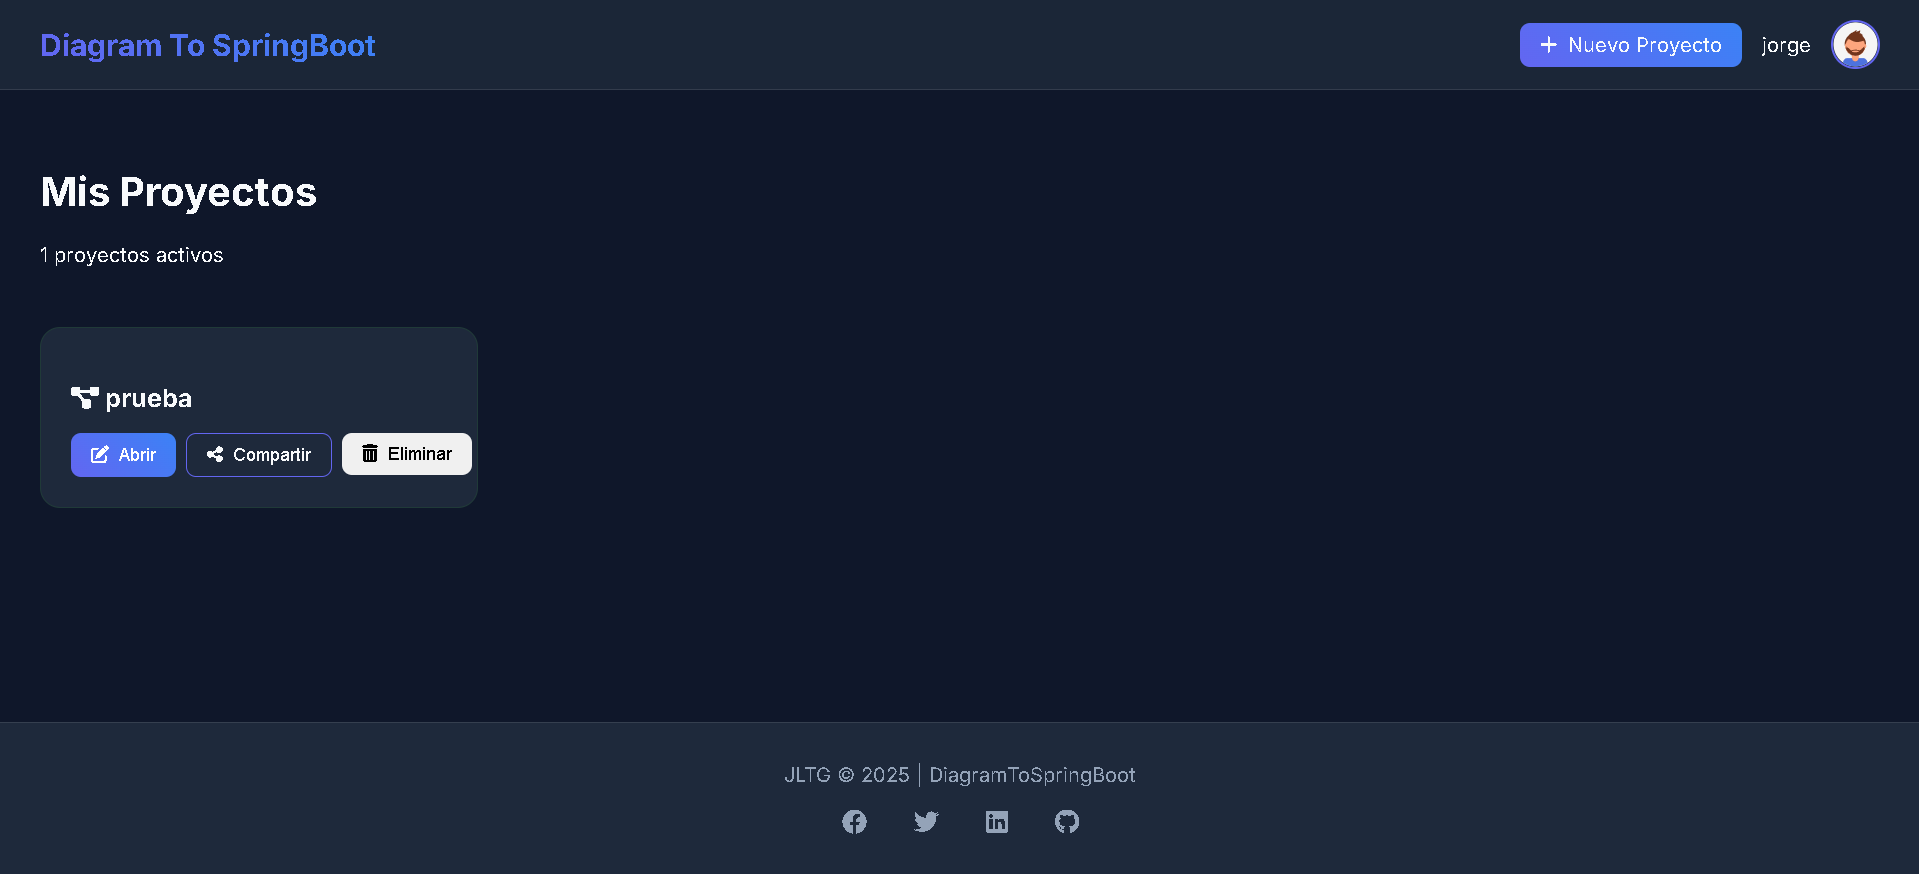 Diagram To SpringBoot
Nuevo Proyecto
jorge
Mis Proyectos
1 proyectos activos
prueba
Abrir
Compartir
Eliminar
JLTG © 2025 | DiagramToSpringBoot